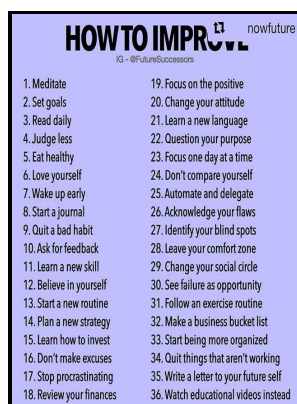 nowfuture
HOW TO IMPROVE
IG - @FutureSuccessors
1. Meditate
2. Set goals
3. Read daily
4. Judge less
5. Eat healthy
6. Love yourself
7. Wake up early
8. Start a journal
9. Quit a bad habit
10. Ask for feedback
11. Learn a new skill
12. Believe in yourself
13. Start a new routine
14. Plan a new strategy
15. Learn how to invest
16. Don't make excuses
17. Stop procrastinating
18. Review your finances
19. Focus on the positive
20. Change your attitude
21. Learn a new language
22. Question your purpose
23. Focus one day at a time
24. Don't compare yourself
25. Automate and delegate
26. Acknowledge your flaws
27. Identify your blind spots
28. Leave your comfort zone
29. Change your social circle
30. See failure as opportunity
31. Follow an exercise routine
32. Make a business bucket list
33. Start being more organized
34. Quit things that aren't working
35. Write a letter to your future self
36. Watch educational videos instead